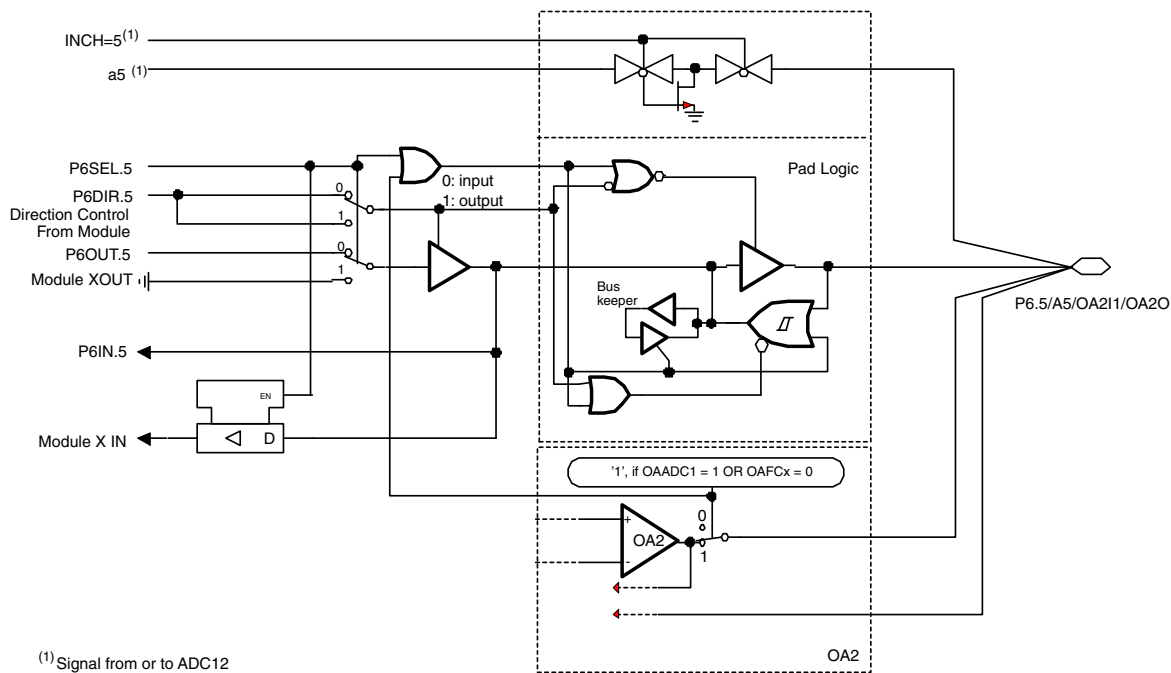 INCH=5(1)
a5 (1)
P6SEL.5
P6DIR.5
Direction Control
From Module
P6OUT.5
Module XOUT
P6IN.5
Module X IN
EN
D
0
1
0
1
0: input
1: output
Pad Logic
Bus
keeper
P6.5/A5/OA2I1/OA2O
'1', if OAADC1 = 1 OR OAFCx = 0
+
-
OA2
0
1
OA2
(1) Signal from or to ADC12